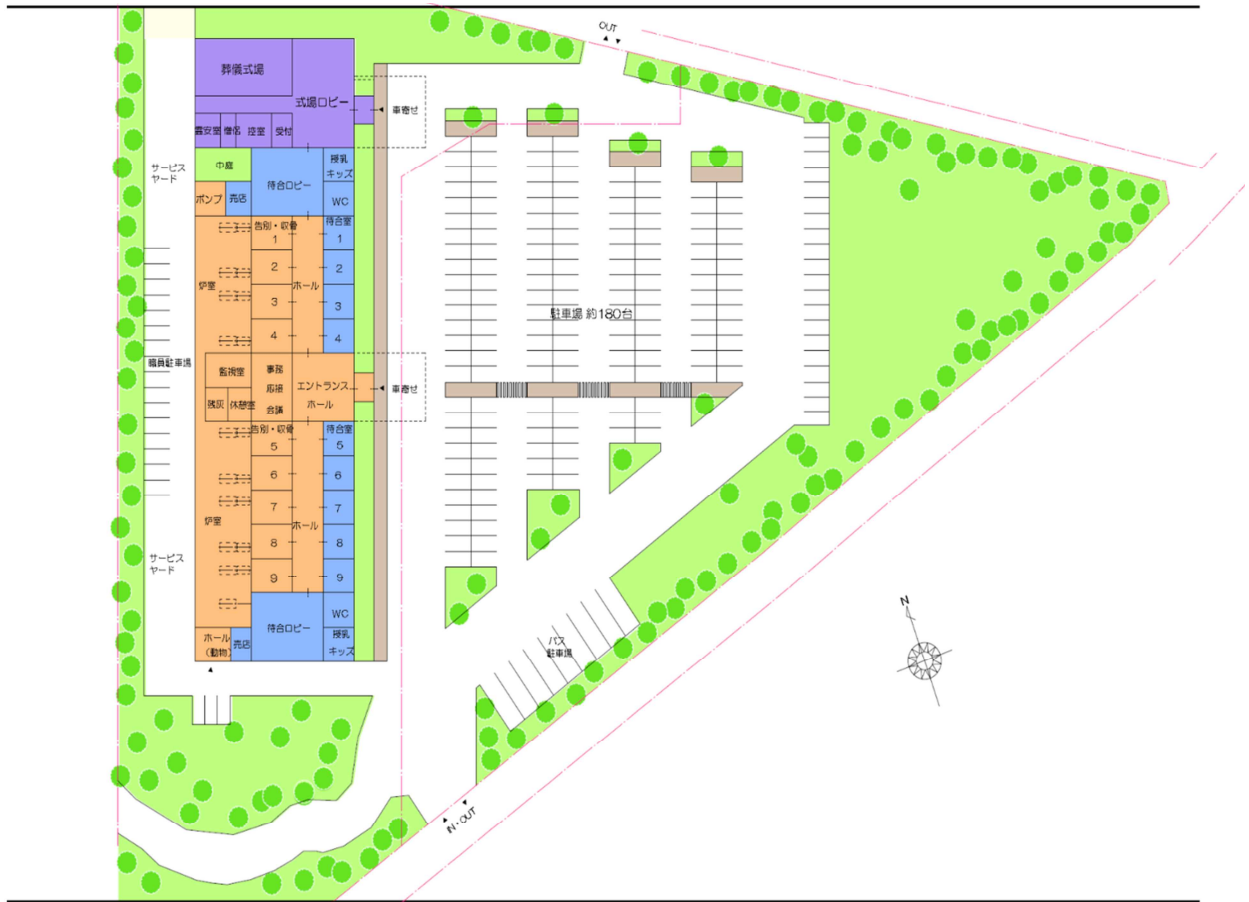 OUT
葬儀式場
式場ロビー
車寄せ
霊安室
僧侶
控室
受付
サービス
ヤード
中庭
待合ロビー
授乳
キッズ
ポンプ
売店
WC
告別・収骨
1
待合室
1
2
2
炉室
ホール
3
3
4
4
駐車場 約180台
職員駐車場
監視室
事務
応接
会議
エントランス
ホール
車寄せ
残灰
休憩室
告別・収骨
5
待合室
5
6
6
7
7
炉室
ホール
8
8
サービス
ヤード
9
9
待合ロビー
WC
ホール
(動物)
売店
授乳
キッズ
バス
駐車場
N
IN・OUT